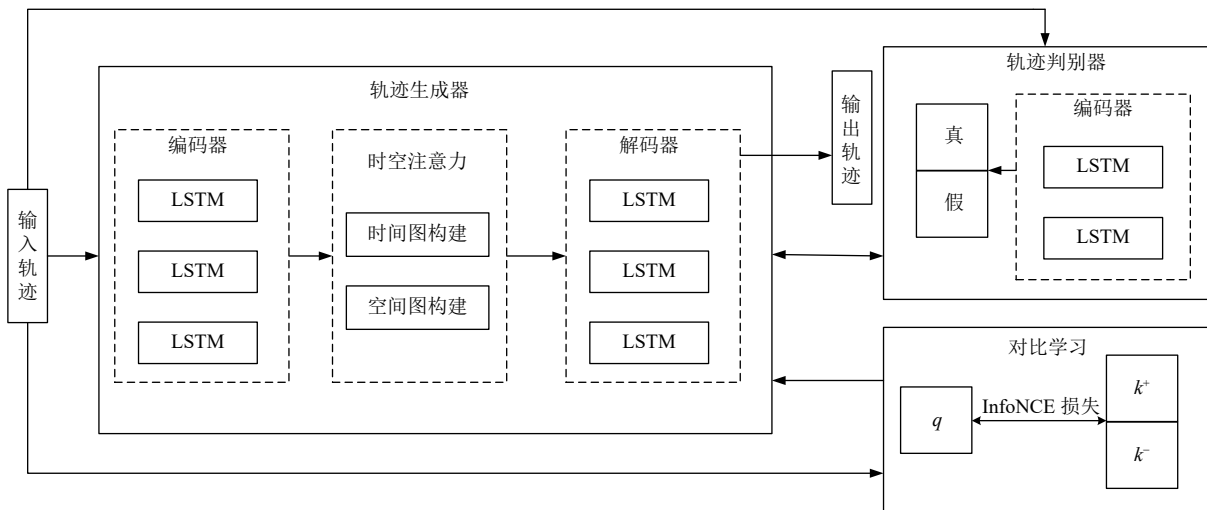 输入轨迹
轨迹生成器
编码器
LSTM
LSTM
LSTM
时空注意力
时间图构建
空间图构建
解码器
LSTM
LSTM
LSTM
输出轨迹
轨迹判别器
真
假
编码器
LSTM
LSTM
对比学习
q
InfoNCE 损失
k⁺
k⁻